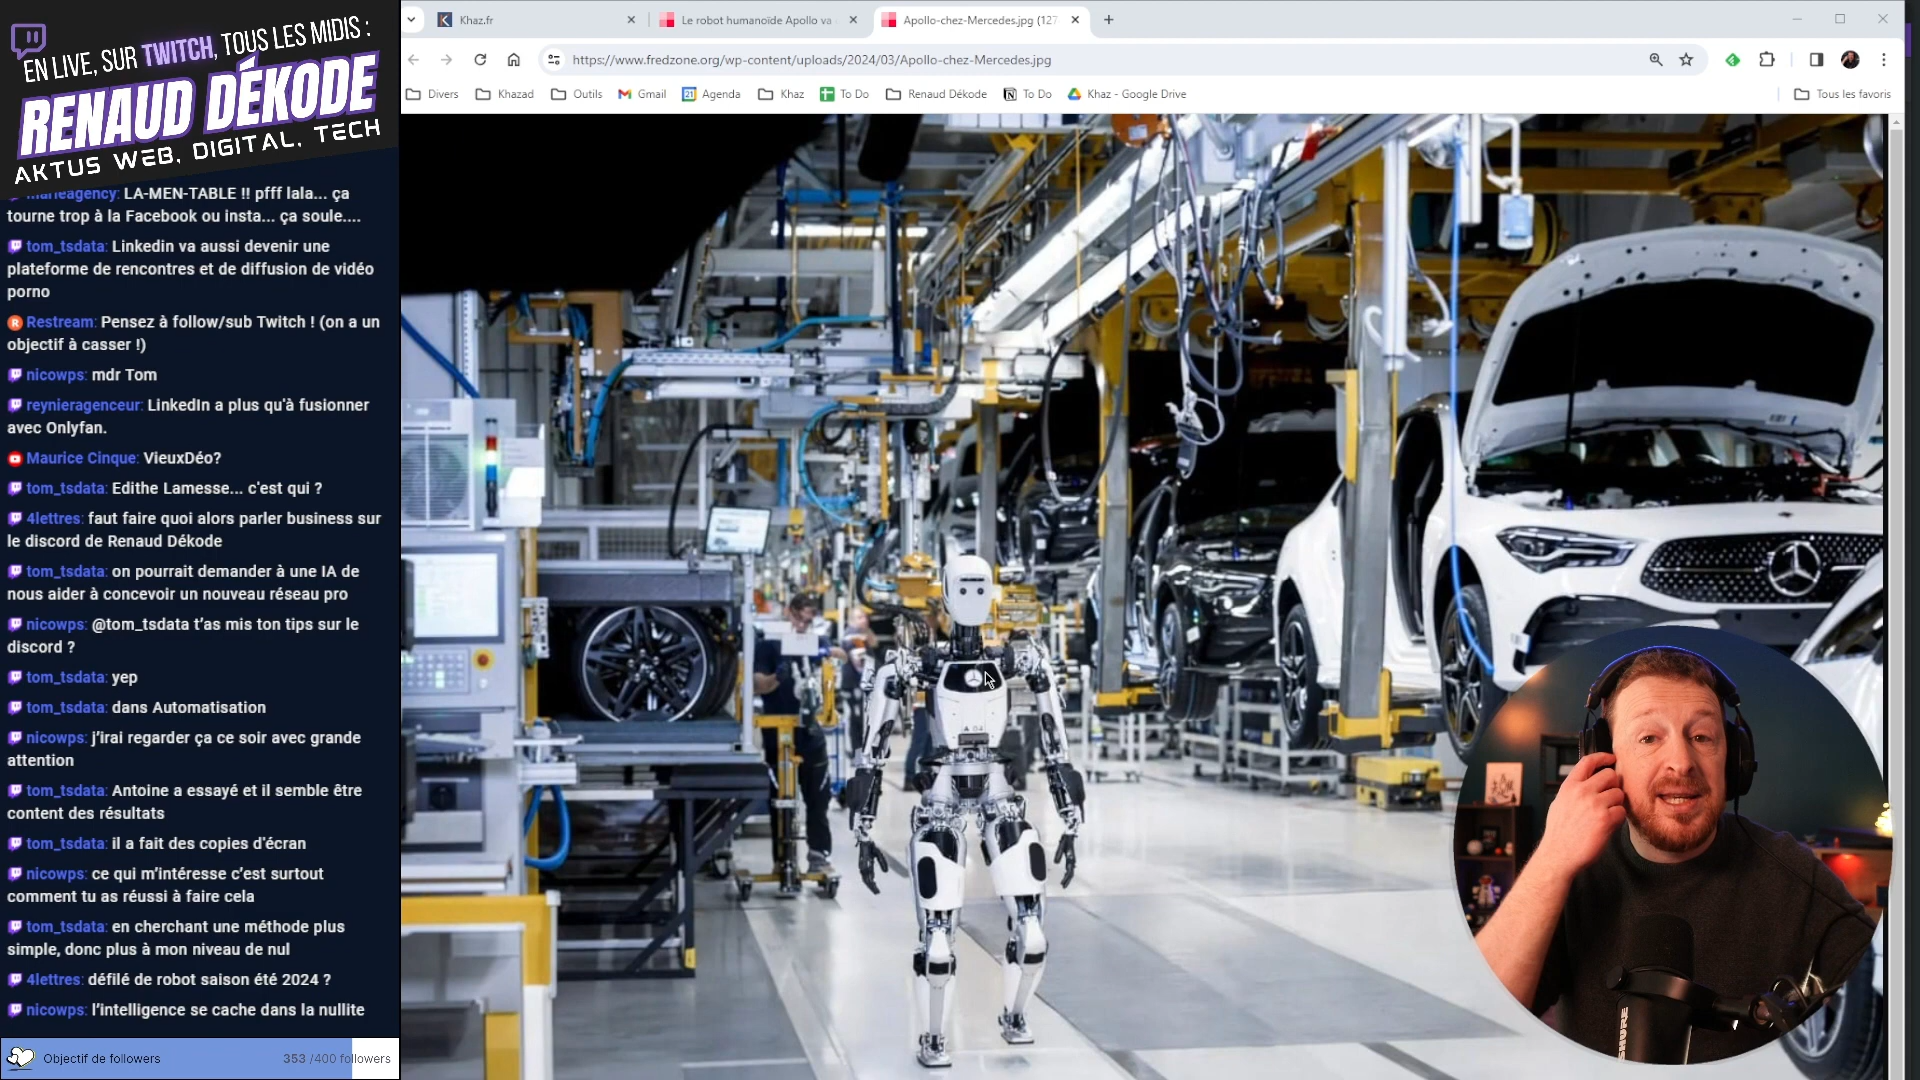 EN LIVE, SUR TWITCH, TOUS LES MIDIS :
RENAUD DÉKODE
AKTUS WEB, DIGITAL, TECH
Khaz.fr
Le robot humanoïde Apollo va
Apollo-chez-Mercedes.jpg (127
https://www.fredzone.org/wp-content/uploads/2024/03/Apollo-chez-Mercedes.jpg
Divers Khazad Outils Gmail Agenda Khaz To Do Renaud Dékode To Do Khaz - Google Drive Tous les favoris
LA-MEN-TABLE !! pfff lala... ça
tourne trop à la Facebook ou insta... ça soule....
tom_tsdata: Linkedin va aussi devenir une
plateforme de rencontres et de diffusion de vidéo
porno
Restream: Pensez à follow/sub Twitch ! (on a un
objectif à casser !)
nicowps: mdr Tom
reynieragenceur: LinkedIn a plus qu'à fusionner
avec Onlyfan.
Maurice Cinque: VieuxDéo?
tom_tsdata: Edithe Lamesse... c'est qui ?
4lettres: faut faire quoi alors parler business sur
le discord de Renaud Dékode
tom_tsdata: on pourrait demander à une IA de
nous aider à concevoir un nouveau réseau pro
nicowps: @tom_tsdata t'as mis ton tips sur le
discord ?
tom_tsdata: yep
tom_tsdata: dans Automatisation
nicowps: j'irai regarder ça ce soir avec grande
attention
tom_tsdata: Antoine a essayé et il semble être
content des résultats
tom_tsdata: il a fait des copies d'écran
nicowps: ce qui m'intéresse c'est surtout
comment tu as réussi à faire cela
tom_tsdata: en cherchant une méthode plus
simple, donc plus à mon niveau de nul
4lettres: défilé de robot saison été 2024 ?
nicowps: l'intelligence se cache dans la nullite
Objectif de followers 353 /400 followers
SHURE